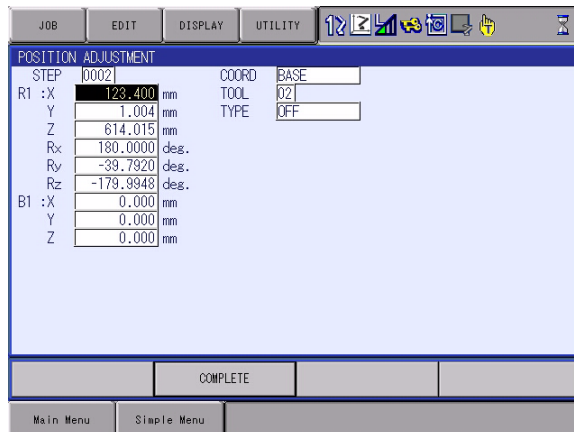 JOB EDIT DISPLAY UTILITY
POSITION ADJUSTMENT
STEP 0002 COORD BASE
R1 :X 123.400 mm TOOL 02
Y 1.004 mm TYPE OFF
Z 614.015 mm
Rx 180.0000 deg.
Ry -39.7920 deg.
Rz -179.9948 deg.
B1 :X 0.000 mm
Y 0.000 mm
Z 0.000 mm
COMPLETE
Main Menu Simple Menu